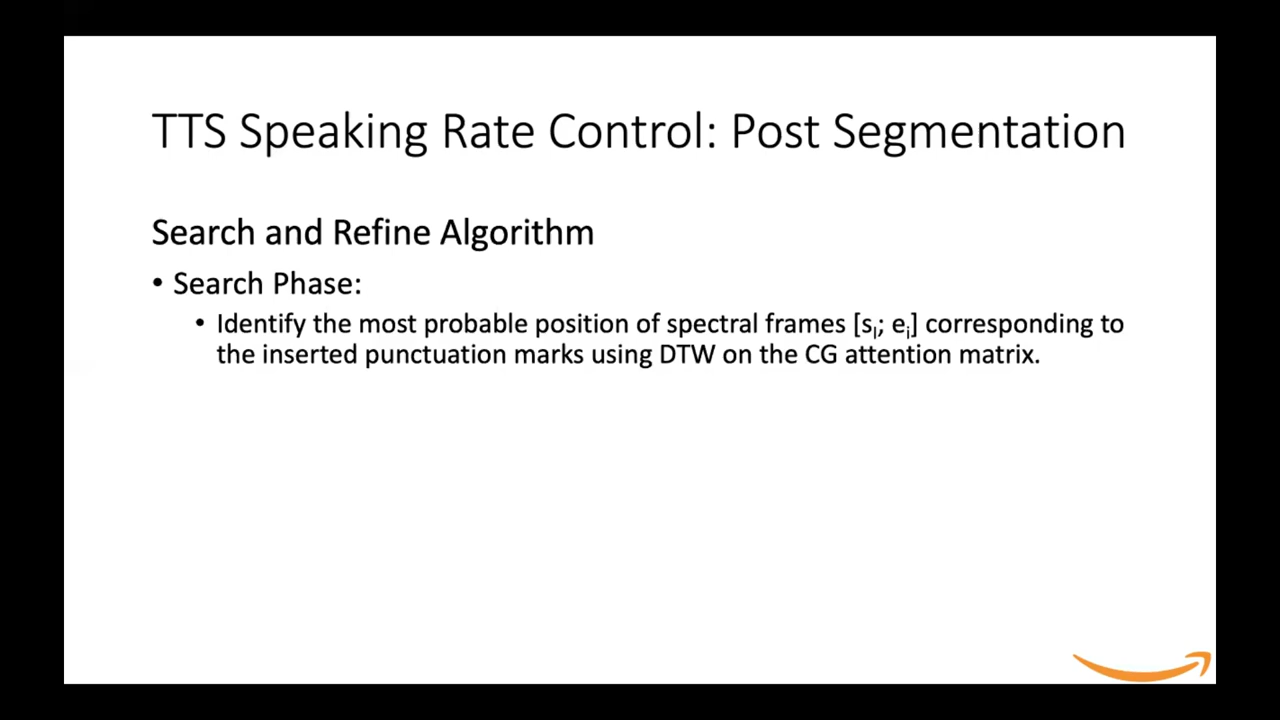 TTS Speaking Rate Control: Post Segmentation
Search and Refine Algorithm
• Search Phase:
• Identify the most probable position of spectral frames [sᵢ; eᵢ] corresponding to
the inserted punctuation marks using DTW on the CG attention matrix.